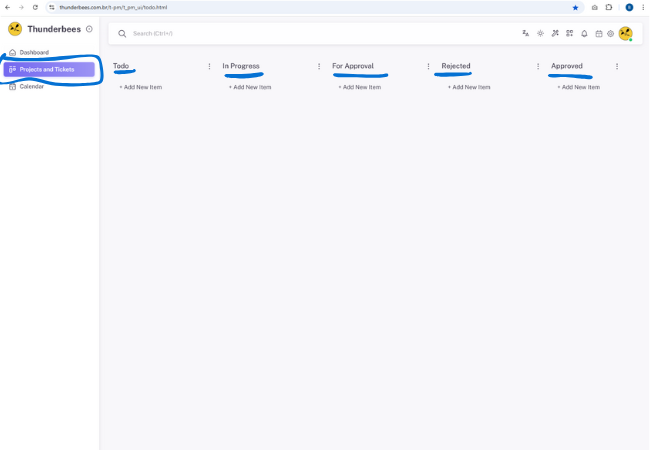 thunderbees.com.br/t-pm/t_pm_ui/todo.html
Thunderbees
Search (Ctrl+/)
Dashboard
Projects and Tickets
Calendar
Todo
In Progress
For Approval
Rejected
Approved
+ Add New Item
+ Add New Item
+ Add New Item
+ Add New Item
+ Add New Item